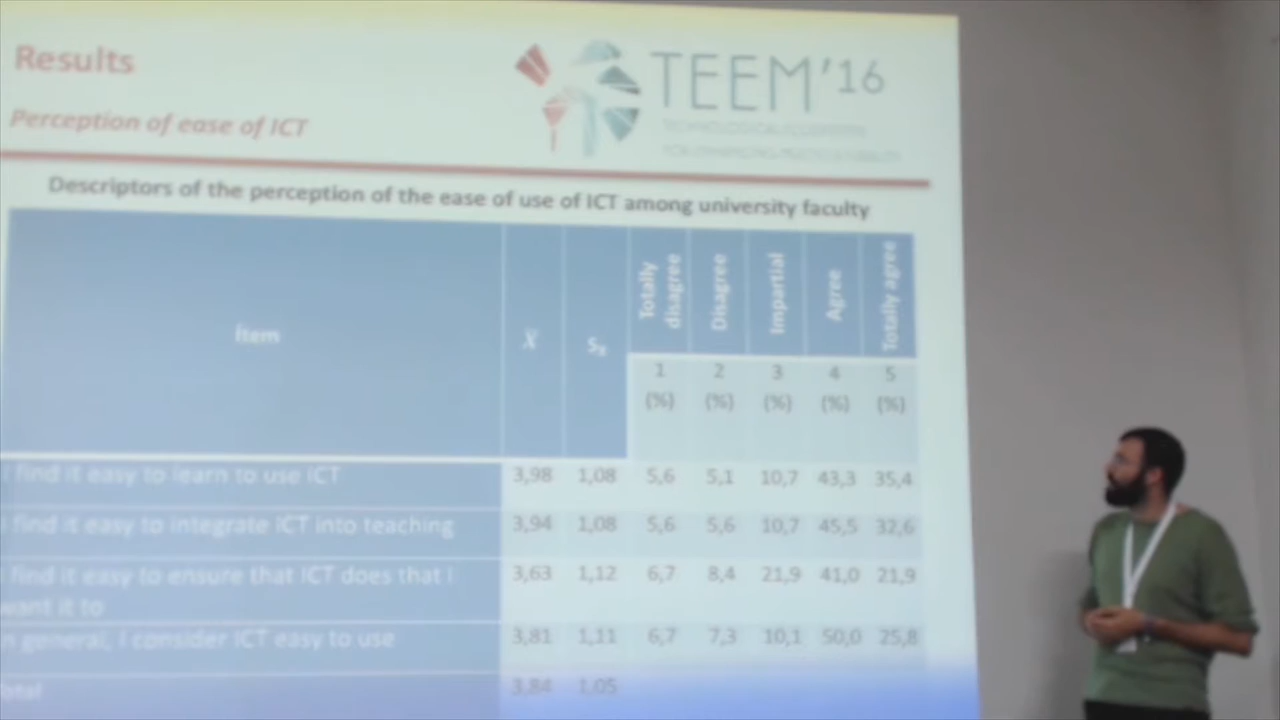 Results
TEEM'16
TECHNOLOGICAL ECOSYSTEMS
FOR ENHANCING MULTICULTURALITY
Perception of ease of ICT
Descriptors of the perception of the ease of use of ICT among university faculty
Item X̄ Sx Totally disagree Disagree Impartial Agree Totally agree
1 2 3 4 5
(%) (%) (%) (%) (%)
I find it easy to learn to use ICT 3,98 1,08 5,6 5,1 10,7 43,3 35,4
I find it easy to integrate ICT into teaching 3,94 1,08 5,6 5,6 10,7 45,5 32,6
find it easy to ensure that ICT does that I 3,63 1,12 6,7 8,4 21,9 41,0 21,9
want it to
n general, I consider ICT easy to use 3,81 1,11 6,7 7,3 10,1 50,0 25,8
Total 3,84 1,05